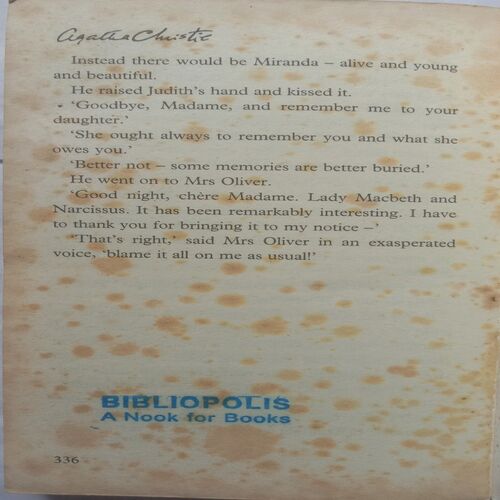 Agatha Christie
Instead there would be Miranda – alive and young
and beautiful.
He raised Judith's hand and kissed it.
'Goodbye, Madame, and remember me to your
daughter.'
'She ought always to remember you and what she
owes you.'
'Better not – some memories are better buried.'
He went on to Mrs Oliver.
'Good night, chère Madame. Lady Macbeth and
Narcissus. It has been remarkably interesting. I have
to thank you for bringing it to my notice –'
'That's right,' said Mrs Oliver in an exasperated
voice, 'blame it all on me as usual!'
BIBLIOPOLIS
A Nook for Books
336